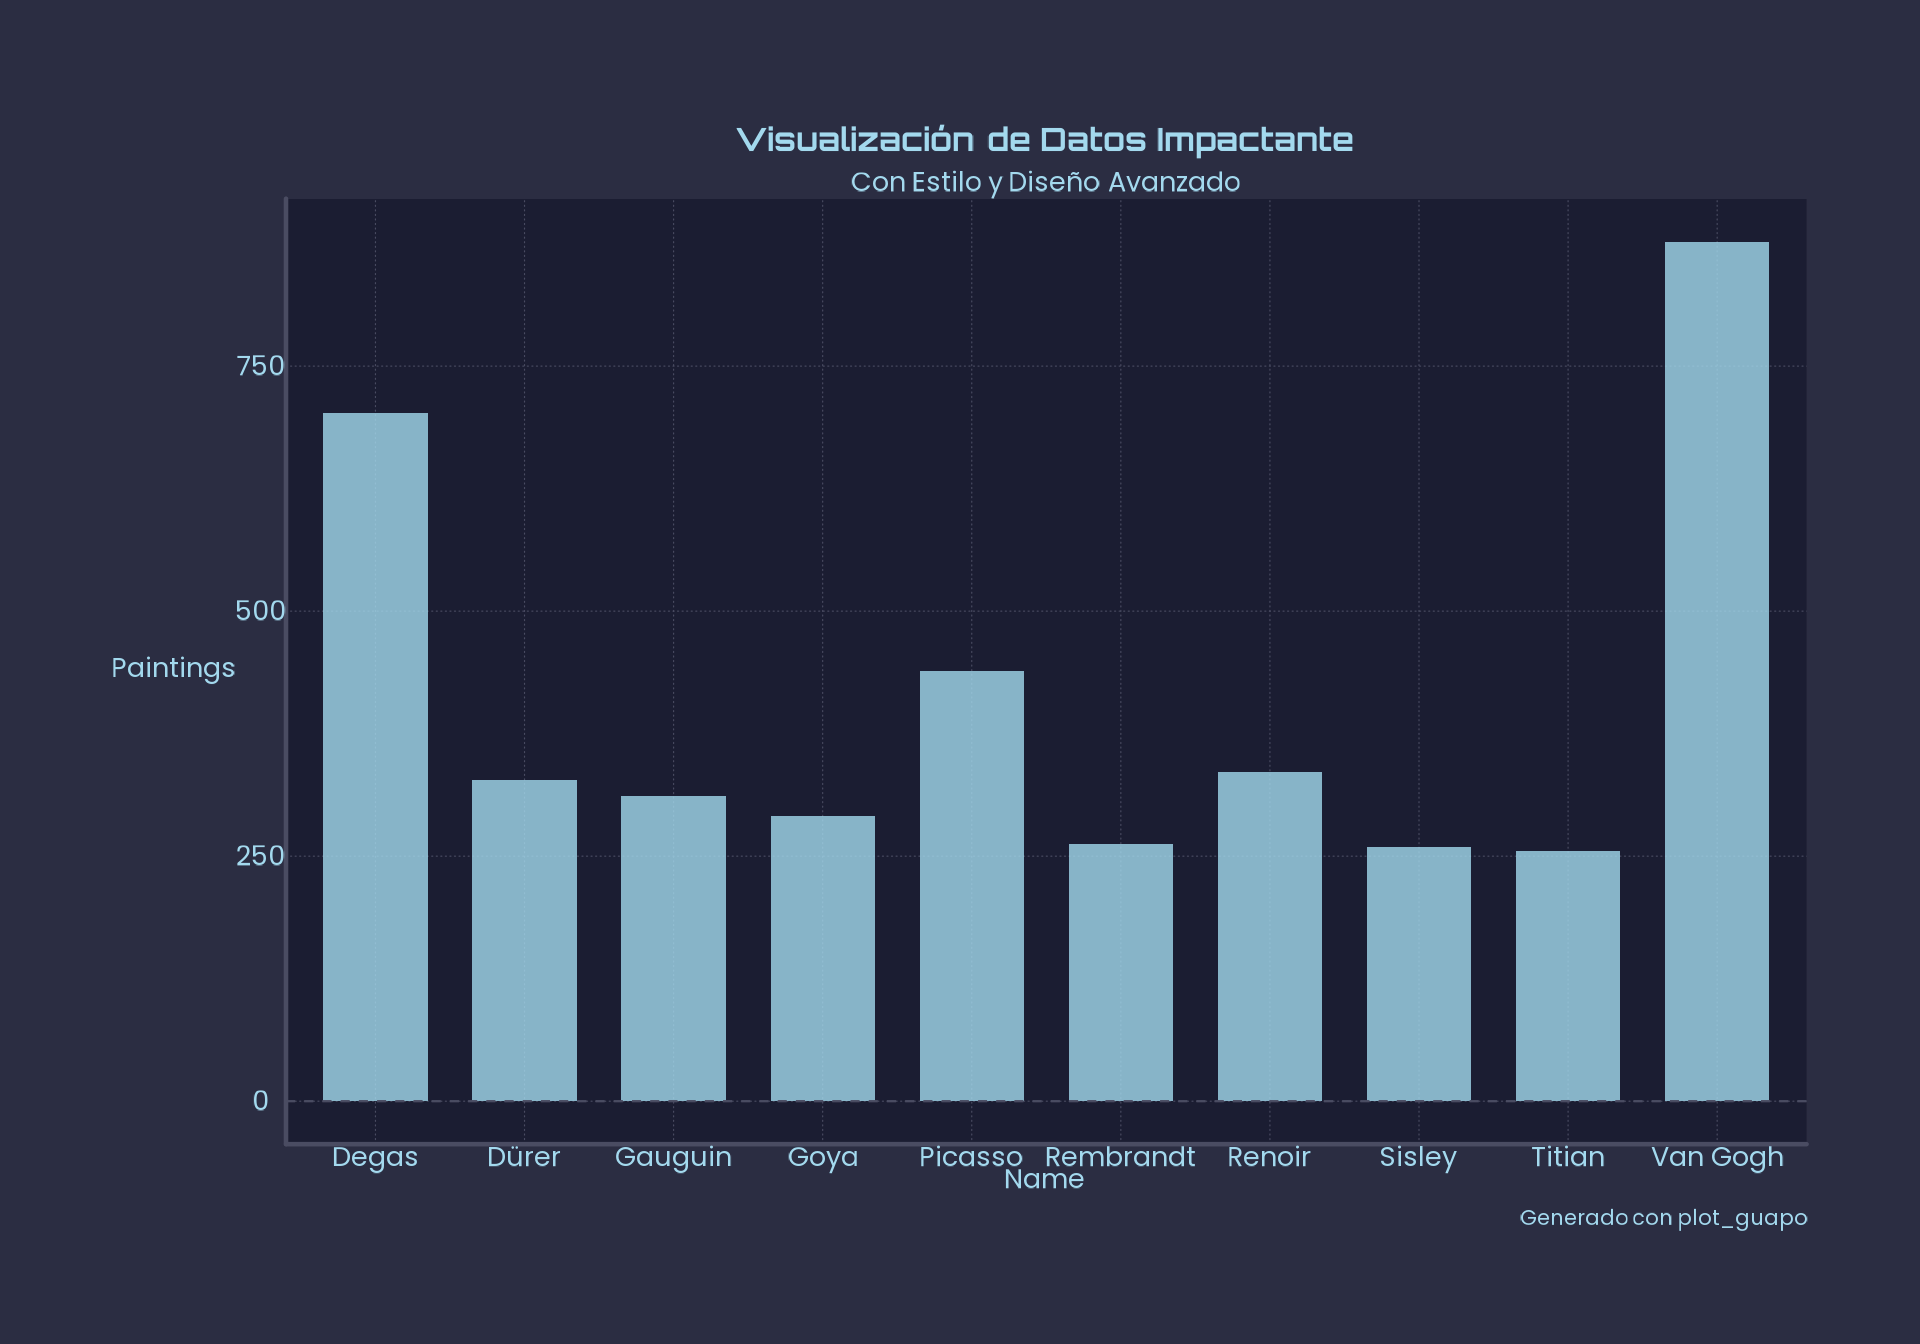 Visualización de Datos Impactante
Con Estilo y Diseño Avanzado
750
500
Paintings
250
0
Degas Dürer Gauguin Goya Picasso Rembrandt Renoir Sisley Titian Van Gogh
Name
Generado con plot_guapo